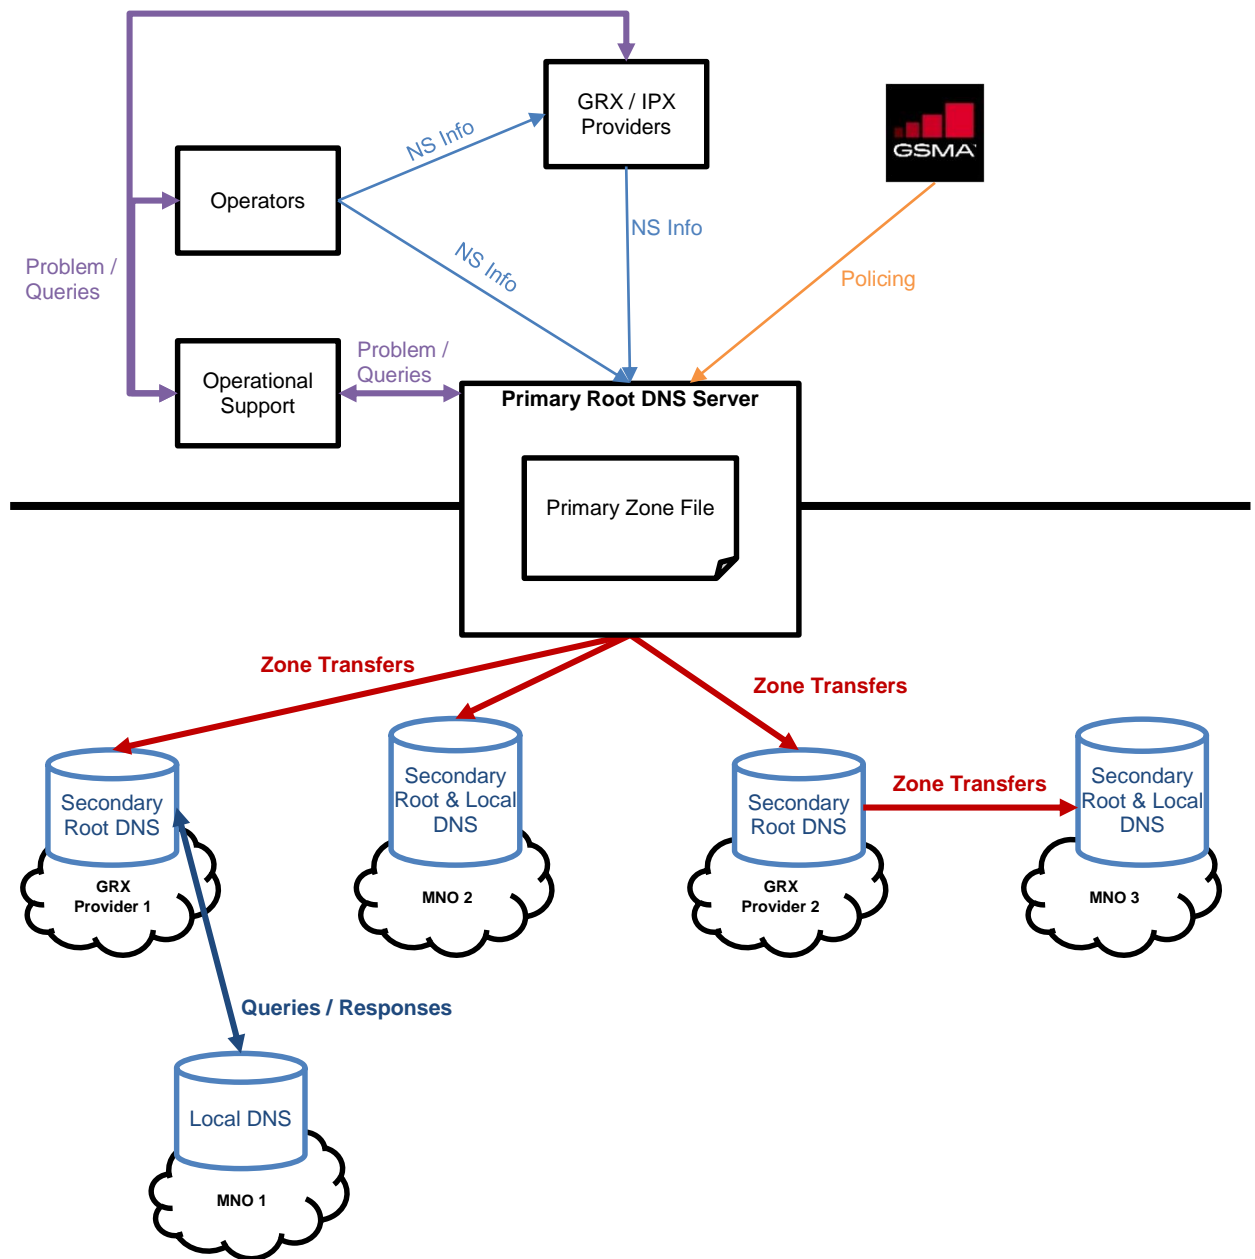 GRX / IPX
Providers
GSMA
NS Info
Operators
NS Info
NS Info
Problem /
Queries
Policing
Problem /
Queries
Operational
Support
Primary Root DNS Server
Primary Zone File
Zone Transfers
Zone Transfers
Secondary
Root DNS
Secondary
Root & Local
DNS
Secondary
Root DNS
Zone Transfers
Secondary
Root & Local
DNS
GRX
Provider 1
MNO 2
GRX
Provider 2
MNO 3
Queries / Responses
Local DNS
MNO 1